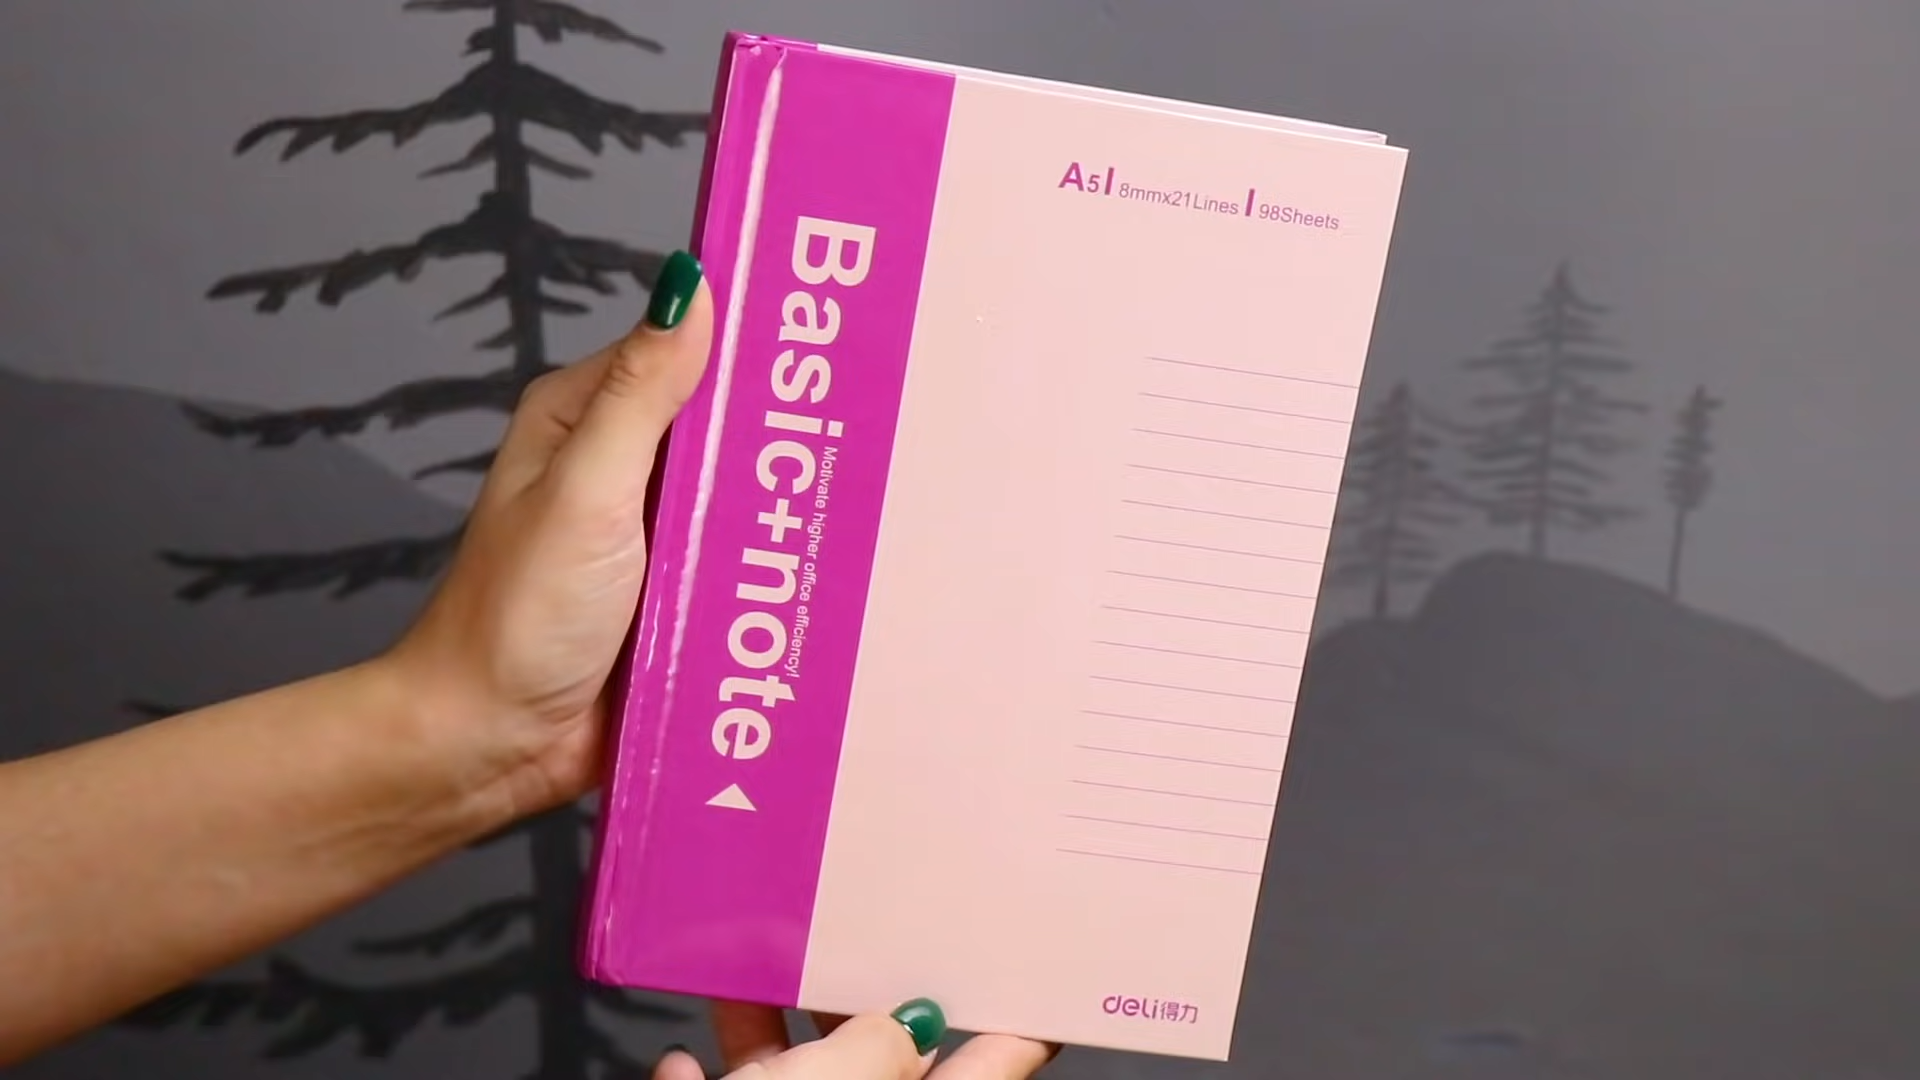 A5 8mmx21Lines 98Sheets
Basic+note
Motivate higher office efficiency!
deli得力